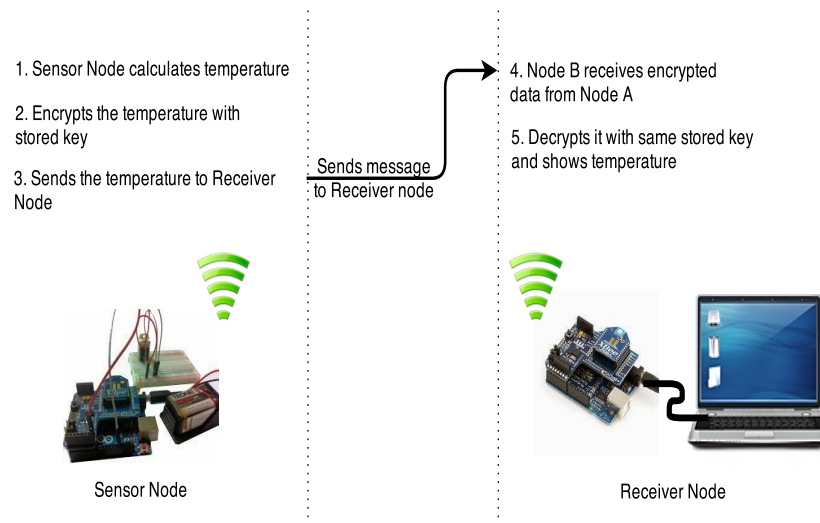 1. Sensor Node calculates temperature
2. Encrypts the temperature with
stored key
3. Sends the temperature to Receiver
Node
Sends message
to Receiver node
4. Node B receives encrypted
data from Node A
5. Decrypts it with same stored key
and shows temperature
Sensor Node
Receiver Node